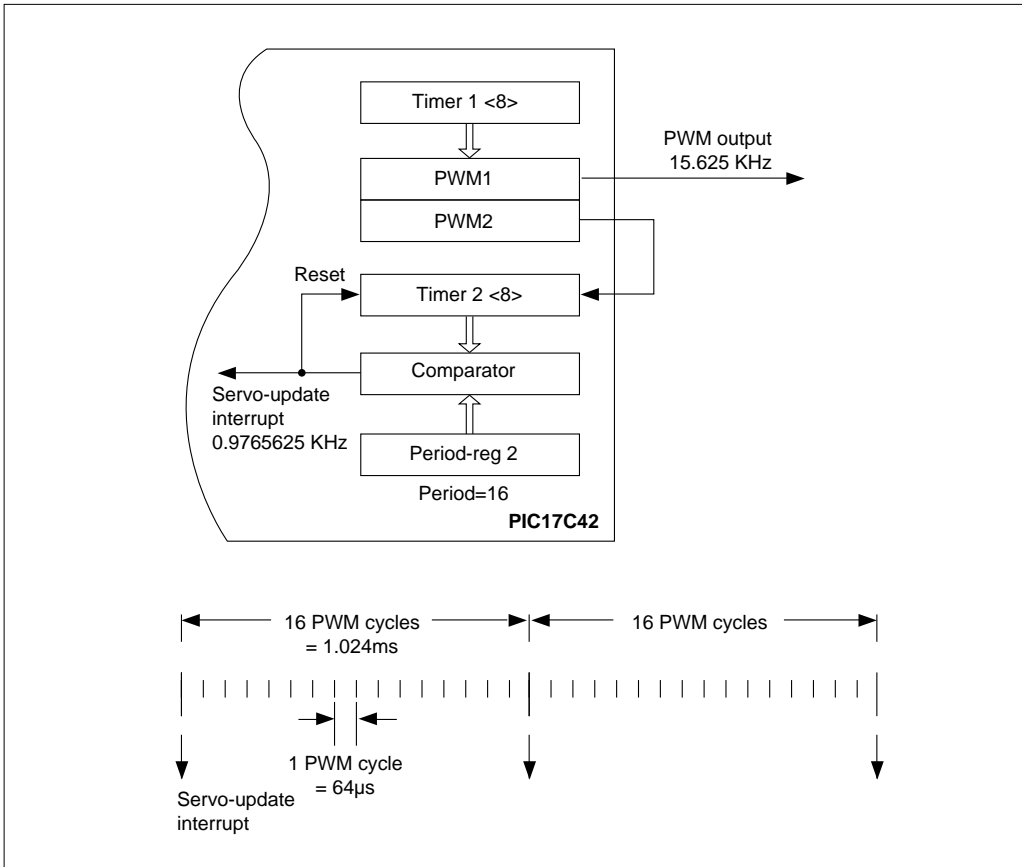 Timer 1 <8>
PWM output
15.625 KHz
PWM1
PWM2
Reset
Timer 2 <8>
Comparator
Servo-update
interrupt
0.9765625 KHz
Period-reg 2
Period=16
PIC17C42
16 PWM cycles
= 1.024ms
16 PWM cycles
1 PWM cycle
= 64µs
Servo-update
interrupt